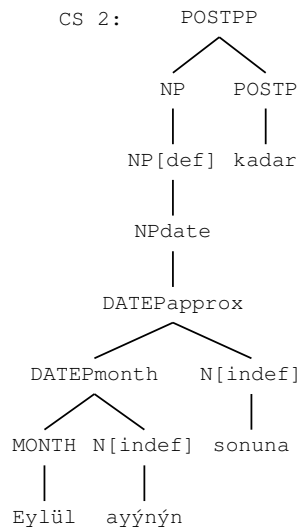 CS 2: POSTPP
NP POSTP
NP[def] kadar
NPdate
DATEPapprox
DATEPmonth N[indef]
MONTH N[indef] sonuna
Eylül ayýnýn